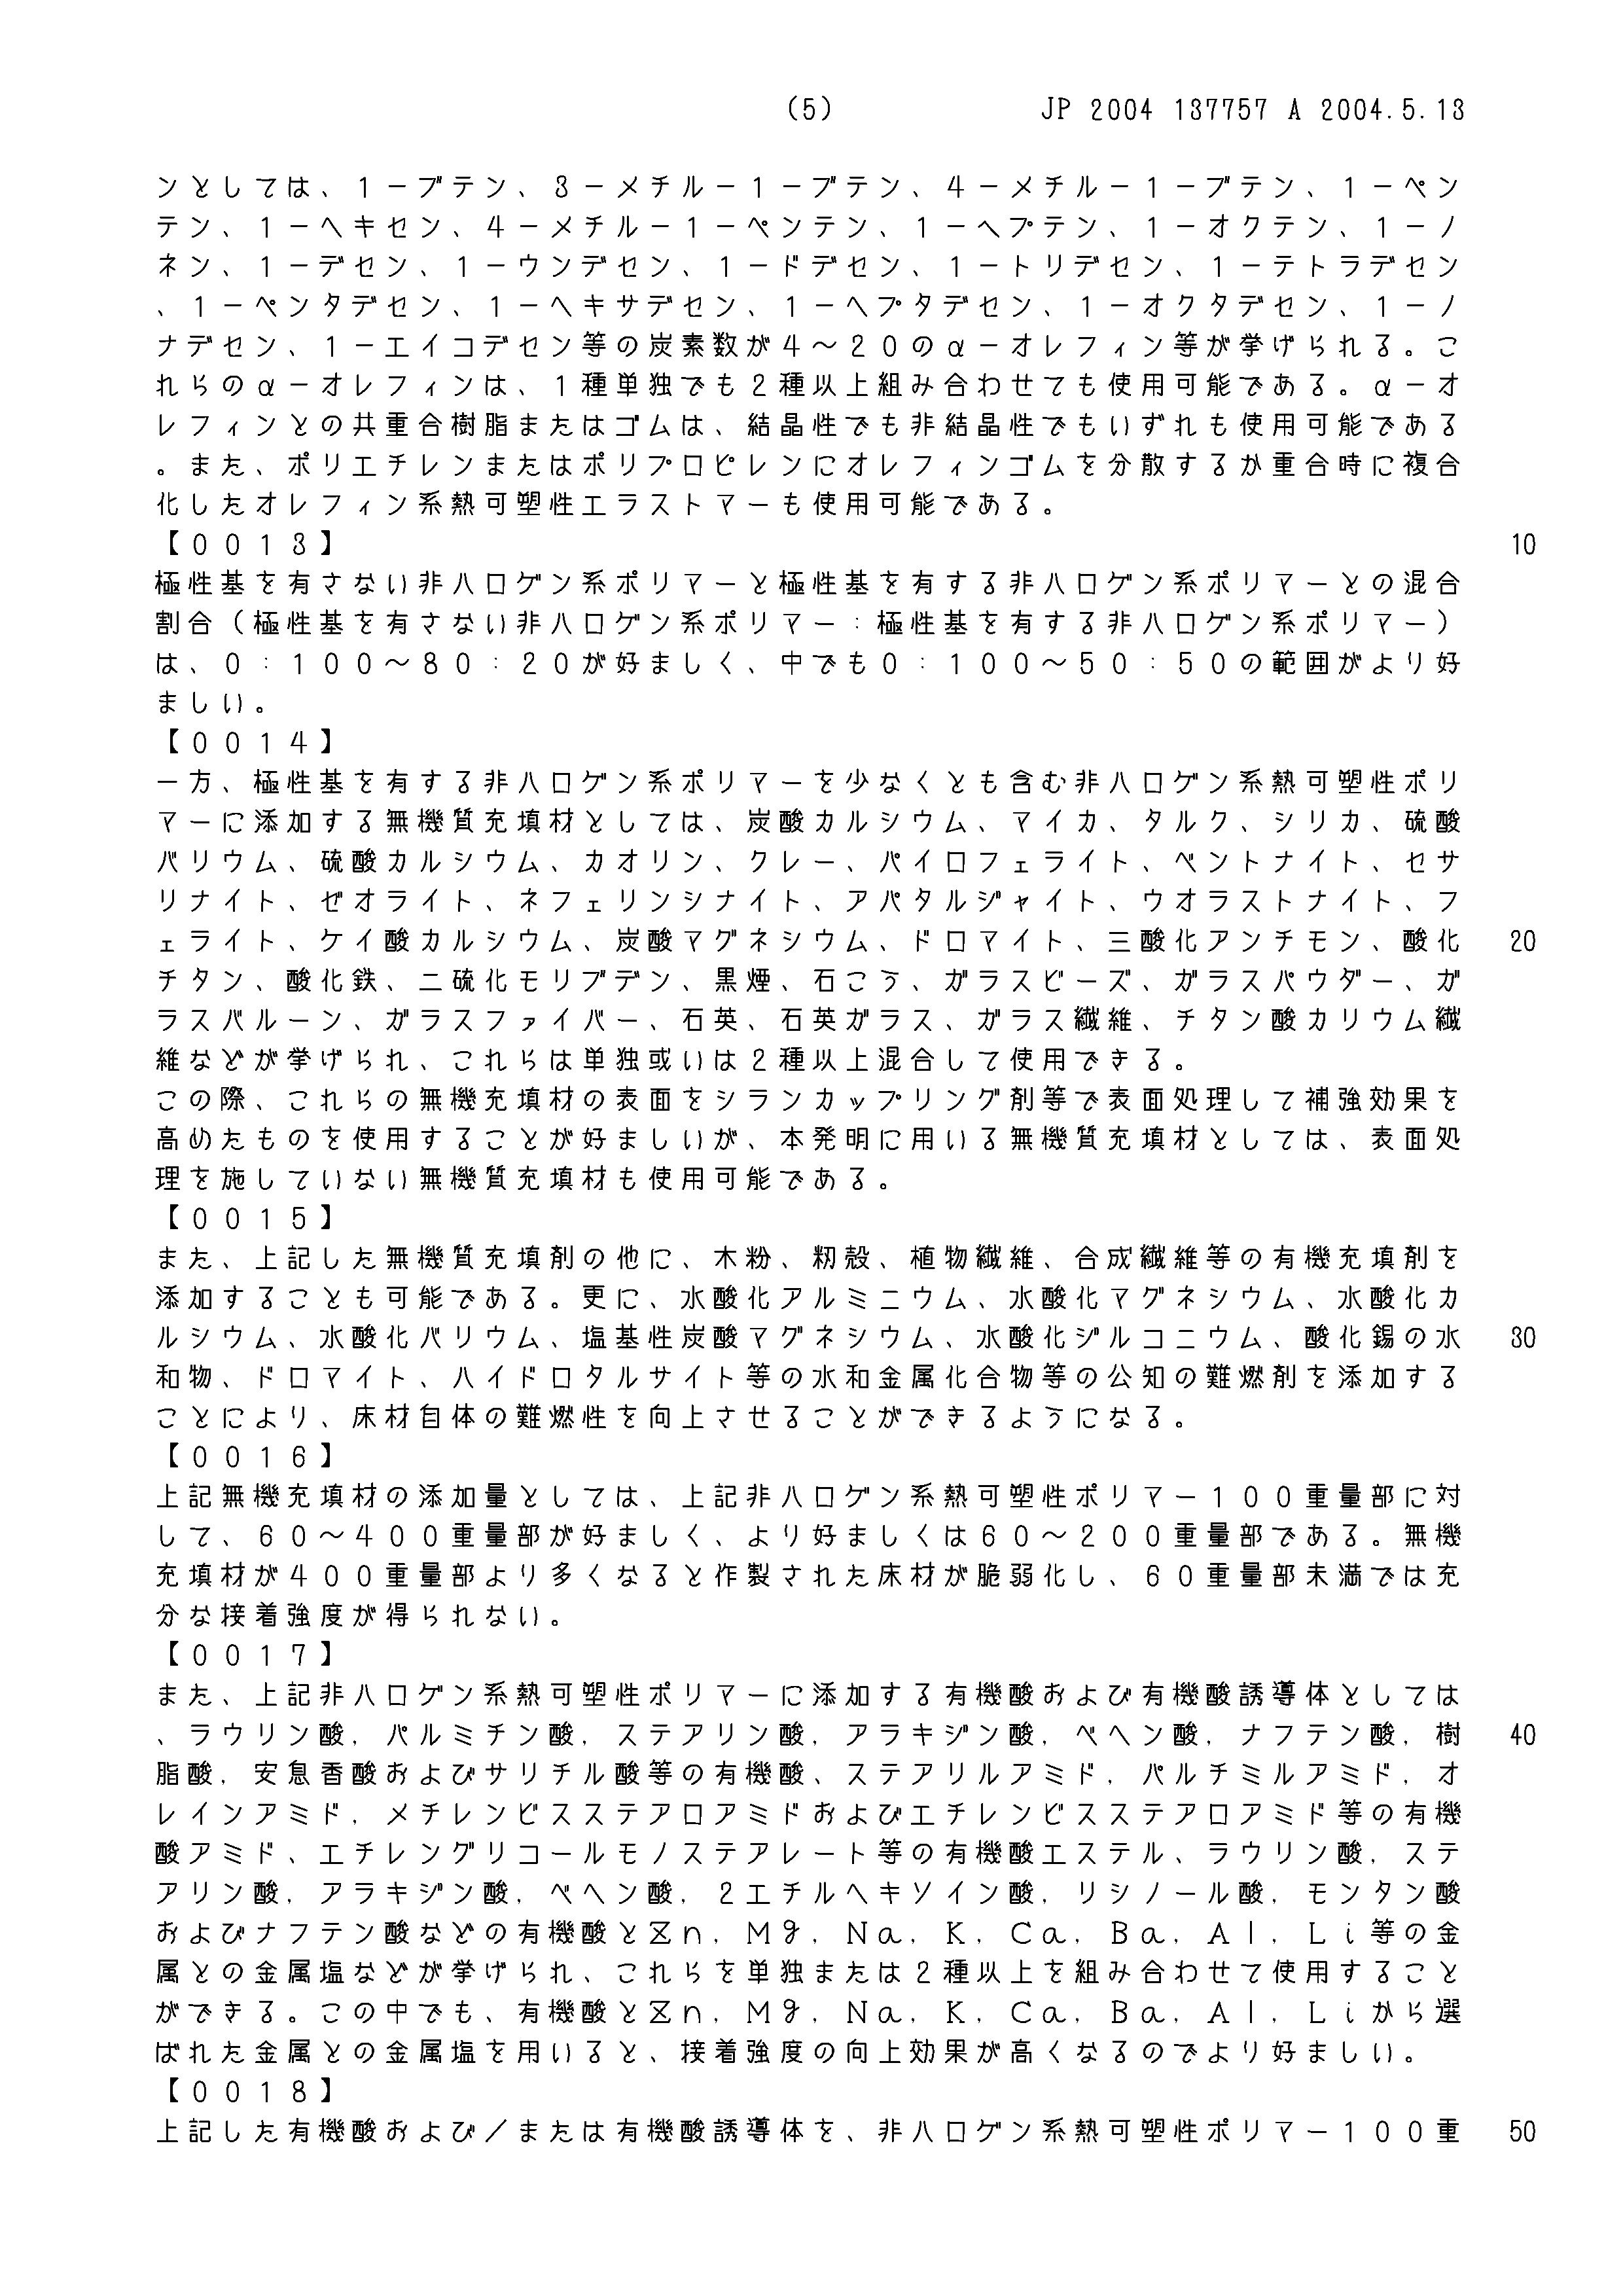 (5) JP 2004 137757 A 2004.5.13
ンとしては、１－ブテン、３－メチル－１－ブテン、４－メチル－１－ブテン、１－ペン
テン、１－ヘキセン、４－メチル－１－ペンテン、１－ヘプテン、１－オクテン、１－ノ
ネン、１－デセン、１－ウンデセン、１－ドデセン、１－トリデセン、１－テトラデセン
、１－ペンタデセン、１－ヘキサデセン、１－ヘプタデセン、１－オクタデセン、１－ノ
ナデセン、１－エイコデセン等の炭素数が４～２０のα－オレフィン等が挙げられる。こ
れらのα－オレフィンは、１種単独でも２種以上組み合わせても使用可能である。α－オ
レフィンとの共重合樹脂またはゴムは、結晶性でも非結晶性でもいずれも使用可能である
。また、ポリエチレンまたはポリプロピレンにオレフィンゴムを分散するか重合時に複合
化したオレフィン系熱可塑性エラストマーも使用可能である。
【００１３】 10
極性基を有さない非ハロゲン系ポリマーと極性基を有する非ハロゲン系ポリマーとの混合
割合（極性基を有さない非ハロゲン系ポリマー：極性基を有する非ハロゲン系ポリマー）
は、０：１００～８０：２０が好ましく、中でも０：１００～５０：５０の範囲がより好
ましい。
【００１４】
一方、極性基を有する非ハロゲン系ポリマーを少なくとも含む非ハロゲン系熱可塑性ポリ
マーに添加する無機質充填材としては、炭酸カルシウム、マイカ、タルク、シリカ、硫酸
バリウム、硫酸カルシウム、カオリン、クレー、パイロフェライト、ベントナイト、セサ
リナイト、ゼオライト、ネフェリンシナイト、アパタルジャイト、ウオラストナイト、フ
ェライト、ケイ酸カルシウム、炭酸マグネシウム、ドロマイト、三酸化アンチモン、酸化 20
チタン、酸化鉄、二硫化モリブデン、黒煙、石こう、ガラスビーズ、ガラスパウダー、ガ
ラスバルーン、ガラスファイバー、石英、石英ガラス、ガラス繊維、チタン酸カリウム繊
維などが挙げられ、これらは単独或いは２種以上混合して使用できる。
この際、これらの無機充填材の表面をシランカップリング剤等で表面処理して補強効果を
高めたものを使用することが好ましいが、本発明に用いる無機質充填材としては、表面処
理を施していない無機質充填材も使用可能である。
【００１５】
また、上記した無機質充填剤の他に、木粉、籾殻、植物繊維、合成繊維等の有機充填剤を
添加することも可能である。更に、水酸化アルミニウム、水酸化マグネシウム、水酸化カ
ルシウム、水酸化バリウム、塩基性炭酸マグネシウム、水酸化ジルコニウム、酸化錫の水 30
和物、ドロマイト、ハイドロタルサイト等の水和金属化合物等の公知の難燃剤を添加する
ことにより、床材自体の難燃性を向上させることができるようになる。
【００１６】
上記無機充填材の添加量としては、上記非ハロゲン系熱可塑性ポリマー１００重量部に対
して、６０～４００重量部が好ましく、より好ましくは６０～２００重量部である。無機
充填材が４００重量部より多くなると作製された床材が脆弱化し、６０重量部未満では充
分な接着強度が得られない。
【００１７】
また、上記非ハロゲン系熱可塑性ポリマーに添加する有機酸および有機酸誘導体としては
、ラウリン酸，パルミチン酸，ステアリン酸，アラキジン酸，ベヘン酸，ナフテン酸，樹 40
脂酸，安息香酸およびサリチル酸等の有機酸、ステアリルアミド，パルチミルアミド，オ
レインアミド，メチレンビスステアロアミドおよびエチレンビスステアロアミド等の有機
酸アミド、エチレングリコールモノステアレート等の有機酸エステル、ラウリン酸，ステ
アリン酸，アラキジン酸，ベヘン酸，２エチルヘキソイン酸，リシノール酸，モンタン酸
およびナフテン酸などの有機酸とＺｎ，Ｍｇ，Ｎａ，Ｋ，Ｃａ，Ｂａ，Ａｌ，Ｌｉ等の金
属との金属塩などが挙げられ、これらを単独または２種以上を組み合わせて使用すること
ができる。この中でも、有機酸とＺｎ，Ｍｇ，Ｎａ，Ｋ，Ｃａ，Ｂａ，Ａｌ，Ｌｉから選
ばれた金属との金属塩を用いると、接着強度の向上効果が高くなるのでより好ましい。
【００１８】
上記した有機酸および／または有機酸誘導体を、非ハロゲン系熱可塑性ポリマー１００重 50